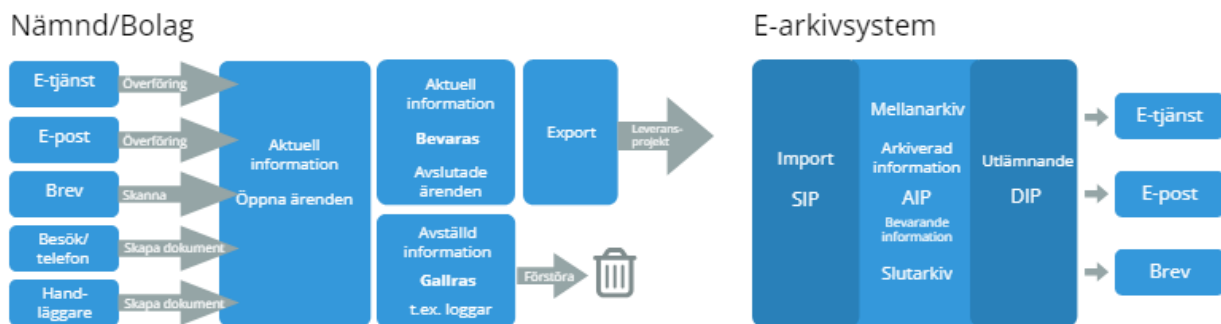 Nämnd/Bolag
E-tjänst
Överföring
E-post
Överföring
Brev
Skanna
Besök/
telefon
Skapa dokument
Hand-
läggare
Skapa dokument
Aktuell
information
Öppna ärenden
Aktuell
information
Bevaras
Avslutade
ärenden
Avställd
information
Gallras
t.ex. loggar
Förstöra
Export
Leverans-
projekt
E-arkivsystem
Import
SIP
Mellanarkiv
Arkiverad
information
AIP
Bevarande
information
Slutarkiv
Utlämnande
DIP
E-tjänst
E-post
Brev